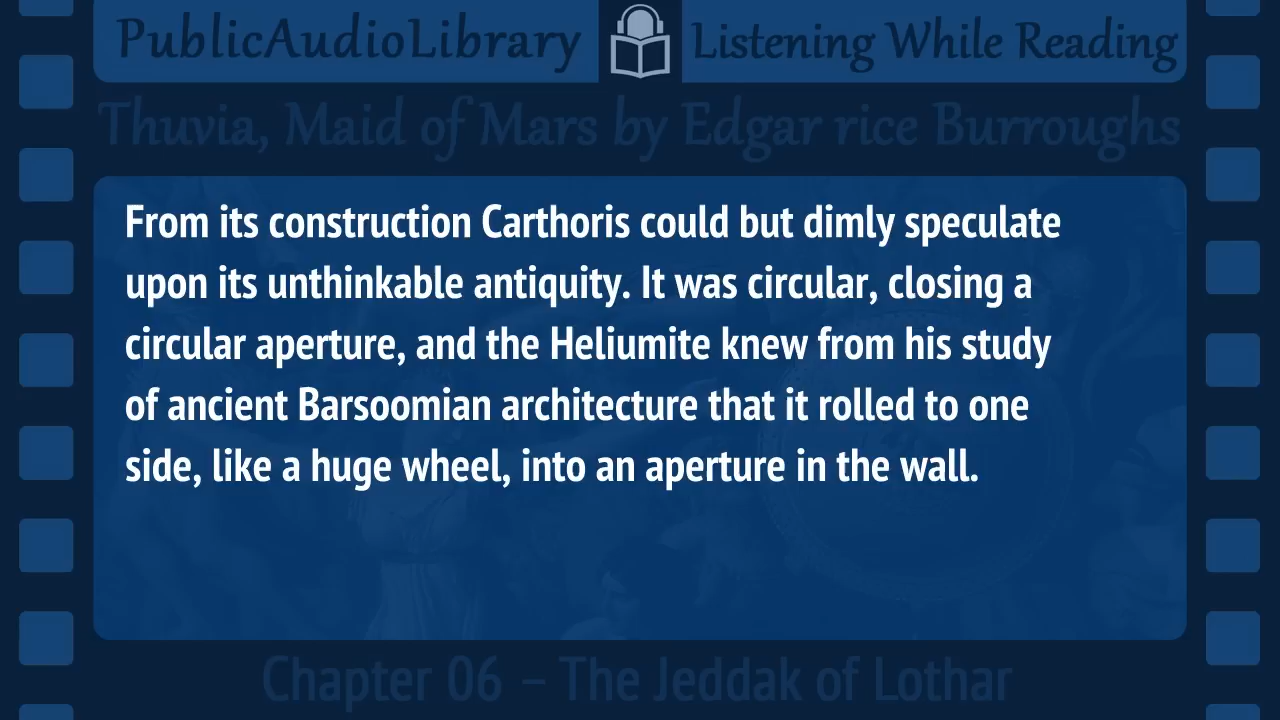 PublicAudioLibrary Listening While Reading
Thuvia, Maid of Mars by Edgar rice Burroughs
From its construction Carthoris could but dimly speculate
upon its unthinkable antiquity. It was circular, closing a
circular aperture, and the Heliumite knew from his study
of ancient Barsoomian architecture that it rolled to one
side, like a huge wheel, into an aperture in the wall.
Chapter 06 – The Jeddak of Lothar